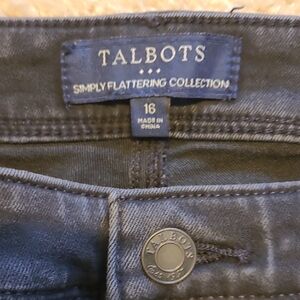 TALBOTS
SIMPLY FLATTERING COLLECTION
16
MADE IN
CHINA
TALBOTS